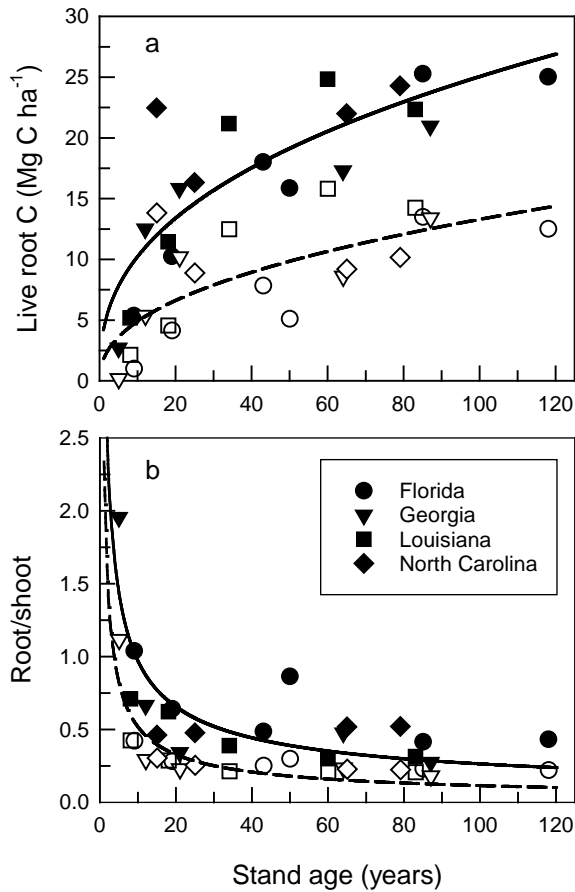 a
30
25
20
15
10
5
0
Live root C (Mg C ha⁻¹)
0 20 40 60 80 100 120
b
2.5
2.0
1.5
1.0
0.5
0.0
Root/shoot
Florida
Georgia
Louisiana
North Carolina
0 20 40 60 80 100 120
Stand age (years)